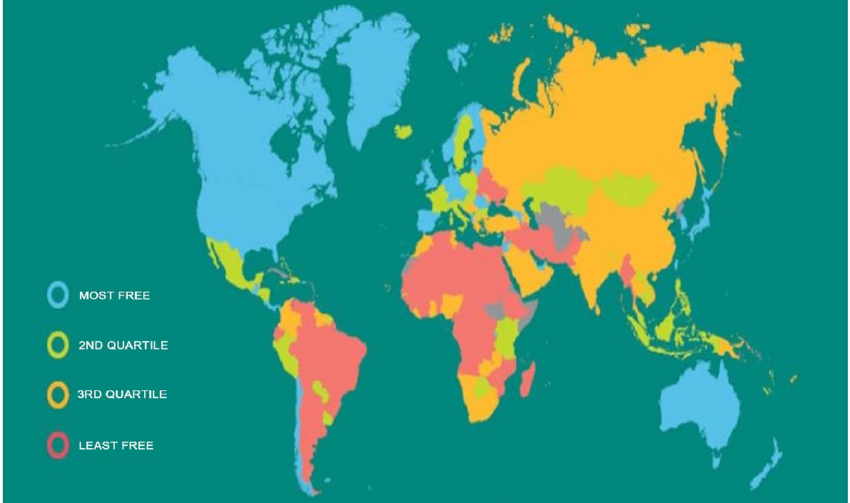 MOST FREE
2ND QUARTILE
3RD QUARTILE
LEAST FREE